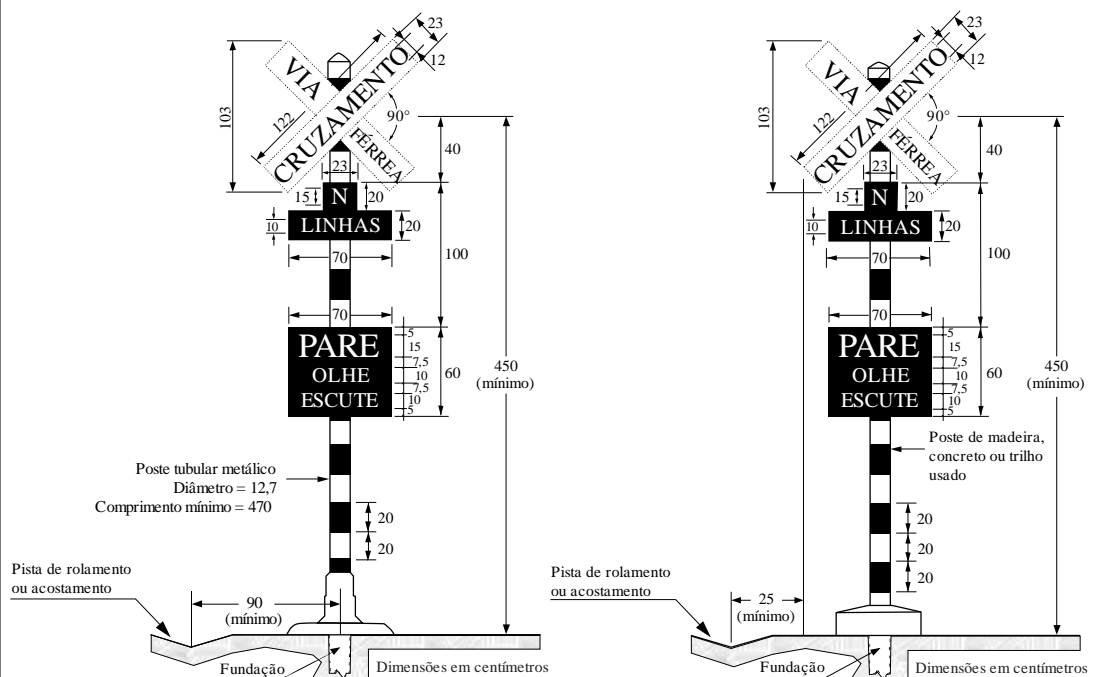 23
12
VIA
CRUZAMENTO
FÉRREA
90°
103
122
40
23
15
N
20
10
LINHAS
20
70
100
70
PARE
OLHE
ESCUTE
5
15
7,5
10
7,5
10
5
60
450
(mínimo)
Poste tubular metálico
Diâmetro = 12,7
Comprimento mínimo = 470
20
20
Pista de rolamento
ou acostamento
90
(mínimo)
Fundação
Dimensões em centímetros
23
12
VIA
CRUZAMENTO
FÉRREA
90°
103
122
40
23
15
N
20
10
LINHAS
20
70
100
70
PARE
OLHE
ESCUTE
5
15
7,5
10
7,5
10
5
60
450
(mínimo)
Poste de madeira,
concreto ou trilho
usado
20
20
20
Pista de rolamento
ou acostamento
25
(mínimo)
Fundação
Dimensões em centímetros